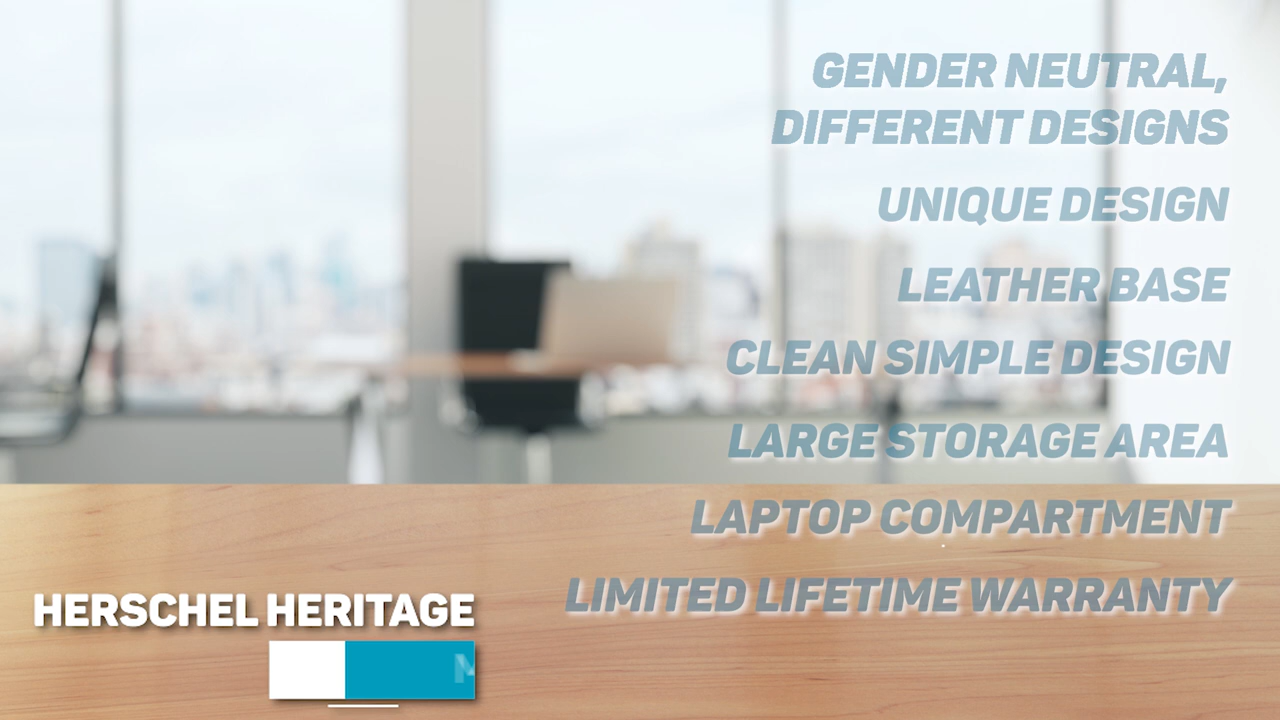 GENDER NEUTRAL,
DIFFERENT DESIGNS
UNIQUE DESIGN
LEATHER BASE
CLEAN SIMPLE DESIGN
LARGE STORAGE AREA
LAPTOP COMPARTMENT
LIMITED LIFETIME WARRANTY
HERSCHEL HERITAGE